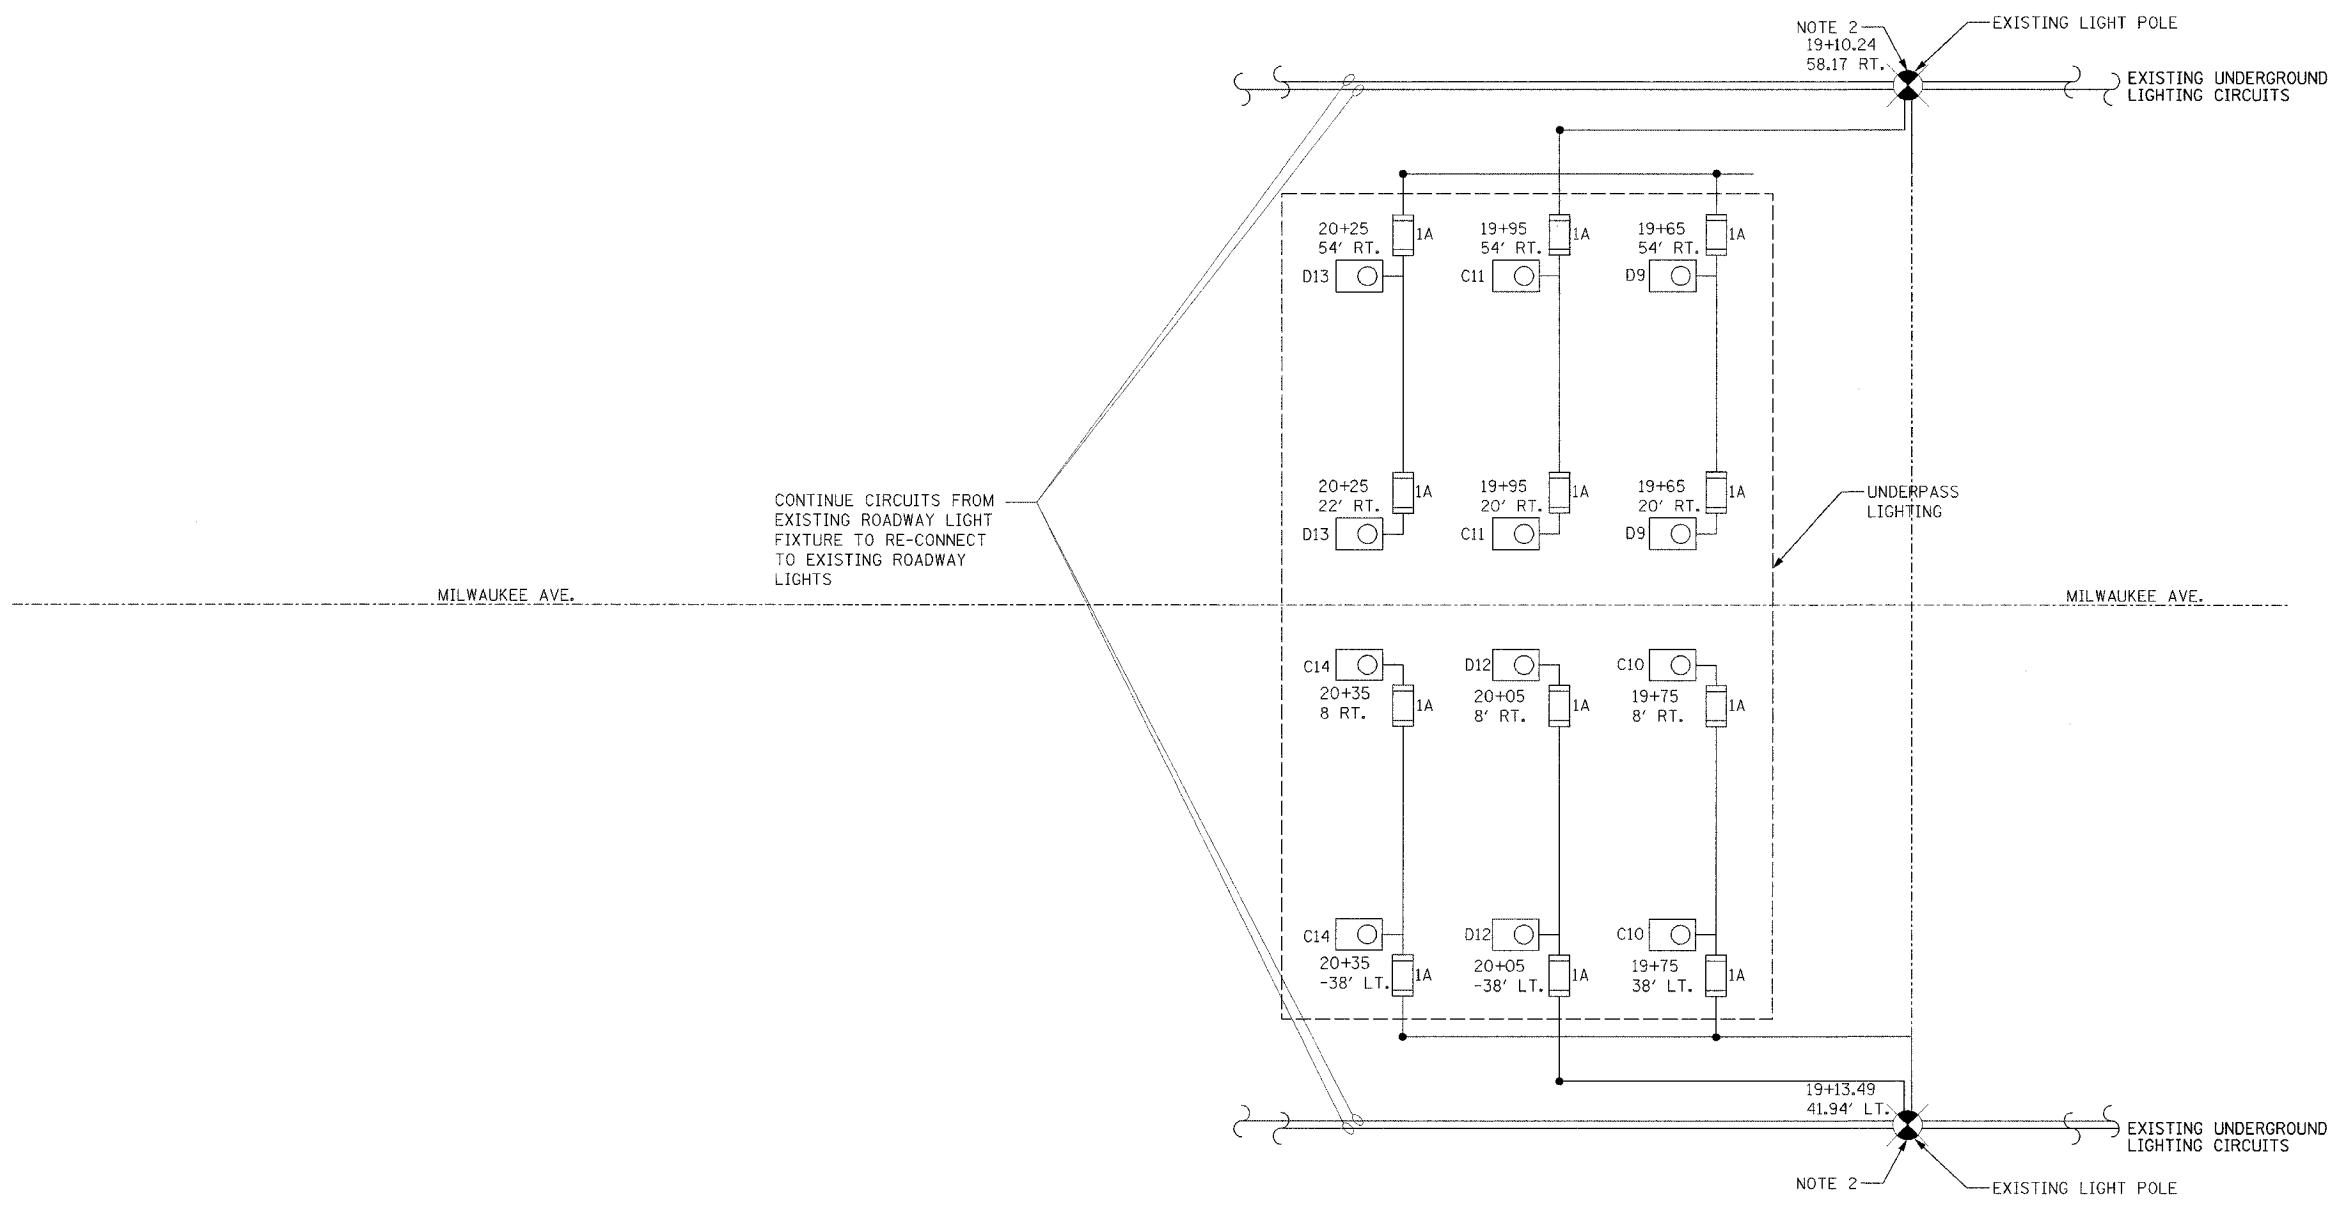 NOTE 2
19+10.24
58.17 RT.
EXISTING LIGHT POLE
EXISTING UNDERGROUND
LIGHTING CIRCUITS
20+25
54' RT.
1A
D13
19+95
54' RT.
1A
C11
19+65
54' RT.
1A
D9
20+25
22' RT.
1A
D13
19+95
20' RT.
1A
C11
19+65
20' RT.
1A
D9
UNDERPASS
LIGHTING
CONTINUE CIRCUITS FROM
EXISTING ROADWAY LIGHT
FIXTURE TO RE-CONNECT
TO EXISTING ROADWAY
LIGHTS
MILWAUKEE AVE.
MILWAUKEE AVE.
C14
20+35
8 RT.
1A
D12
20+05
8' RT.
1A
C10
19+75
8' RT.
1A
C14
20+35
-38' LT.
1A
D12
20+05
-38' LT.
1A
C10
19+75
38' LT.
1A
19+13.49
41.94' LT.
EXISTING UNDERGROUND
LIGHTING CIRCUITS
NOTE 2
EXISTING LIGHT POLE